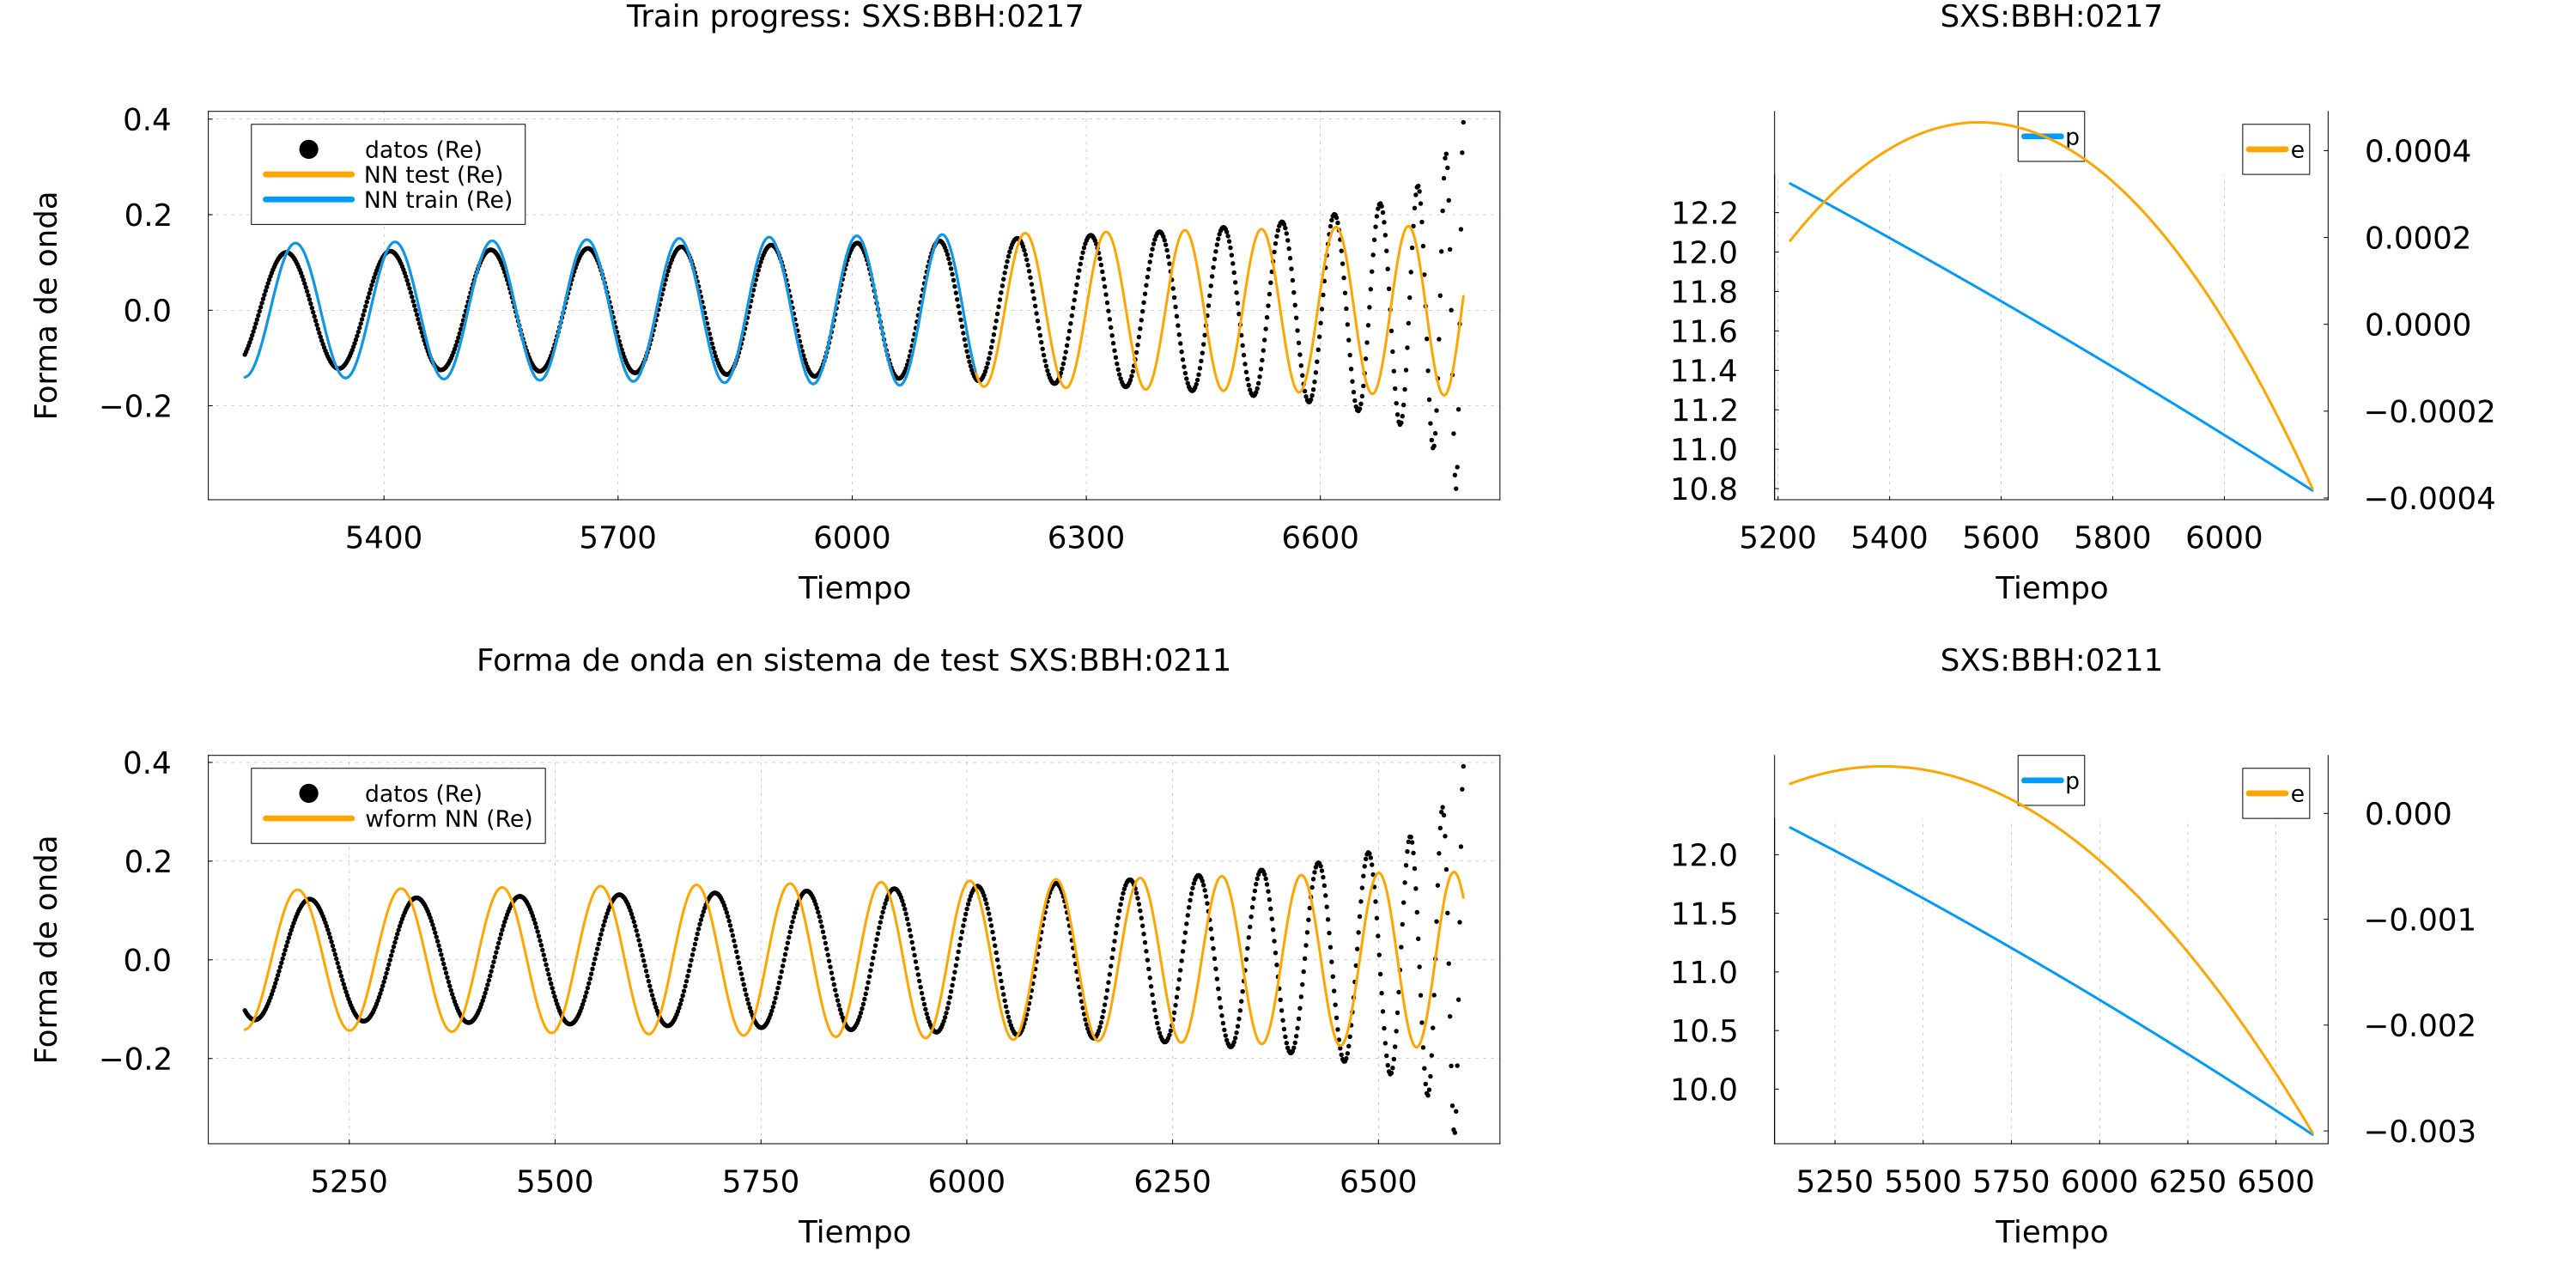 Train progress: SXS:BBH:0217
Forma de onda
0.4
0.2
0.0
−0.2
datos (Re)
NN test (Re)
NN train (Re)
5400 5700 6000 6300 6600
Tiempo
SXS:BBH:0217
12.2
12.0
11.8
11.6
11.4
11.2
11.0
10.8
p
e
0.0004
0.0002
0.0000
−0.0002
−0.0004
5200 5400 5600 5800 6000
Tiempo
Forma de onda en sistema de test SXS:BBH:0211
Forma de onda
0.4
0.2
0.0
−0.2
datos (Re)
wform NN (Re)
5250 5500 5750 6000 6250 6500
Tiempo
SXS:BBH:0211
12.0
11.5
11.0
10.5
10.0
p
e
0.000
−0.001
−0.002
−0.003
5250 5500 5750 6000 6250 6500
Tiempo